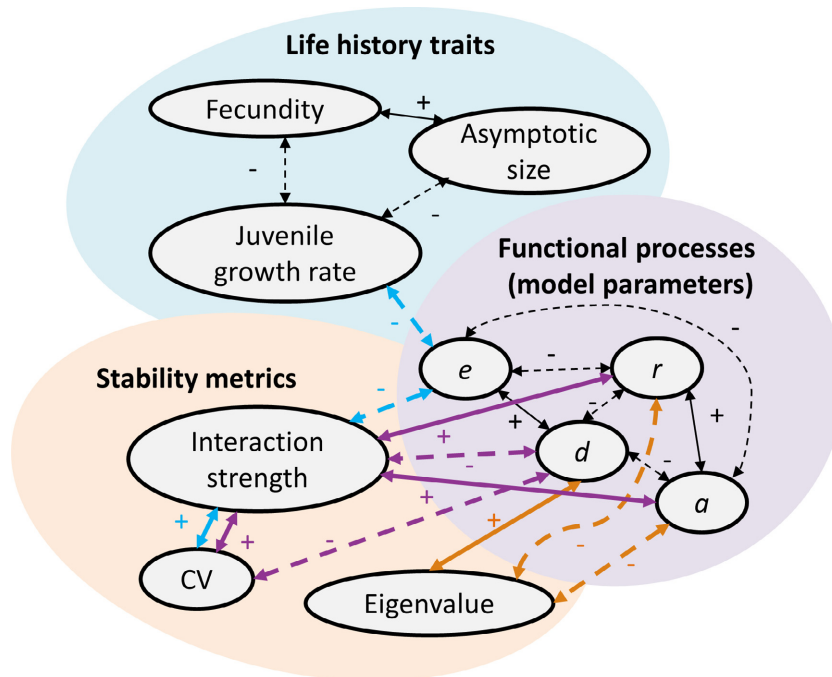 Life history traits
Fecundity
+
Asymptotic
size
-
-
Juvenile
growth rate
Functional processes
(model parameters)
-
-
e
-
r
Stability metrics
-
+
-
+
Interaction
strength
+
-
d
-
+
a
+
+
-
+
-
-
CV
Eigenvalue